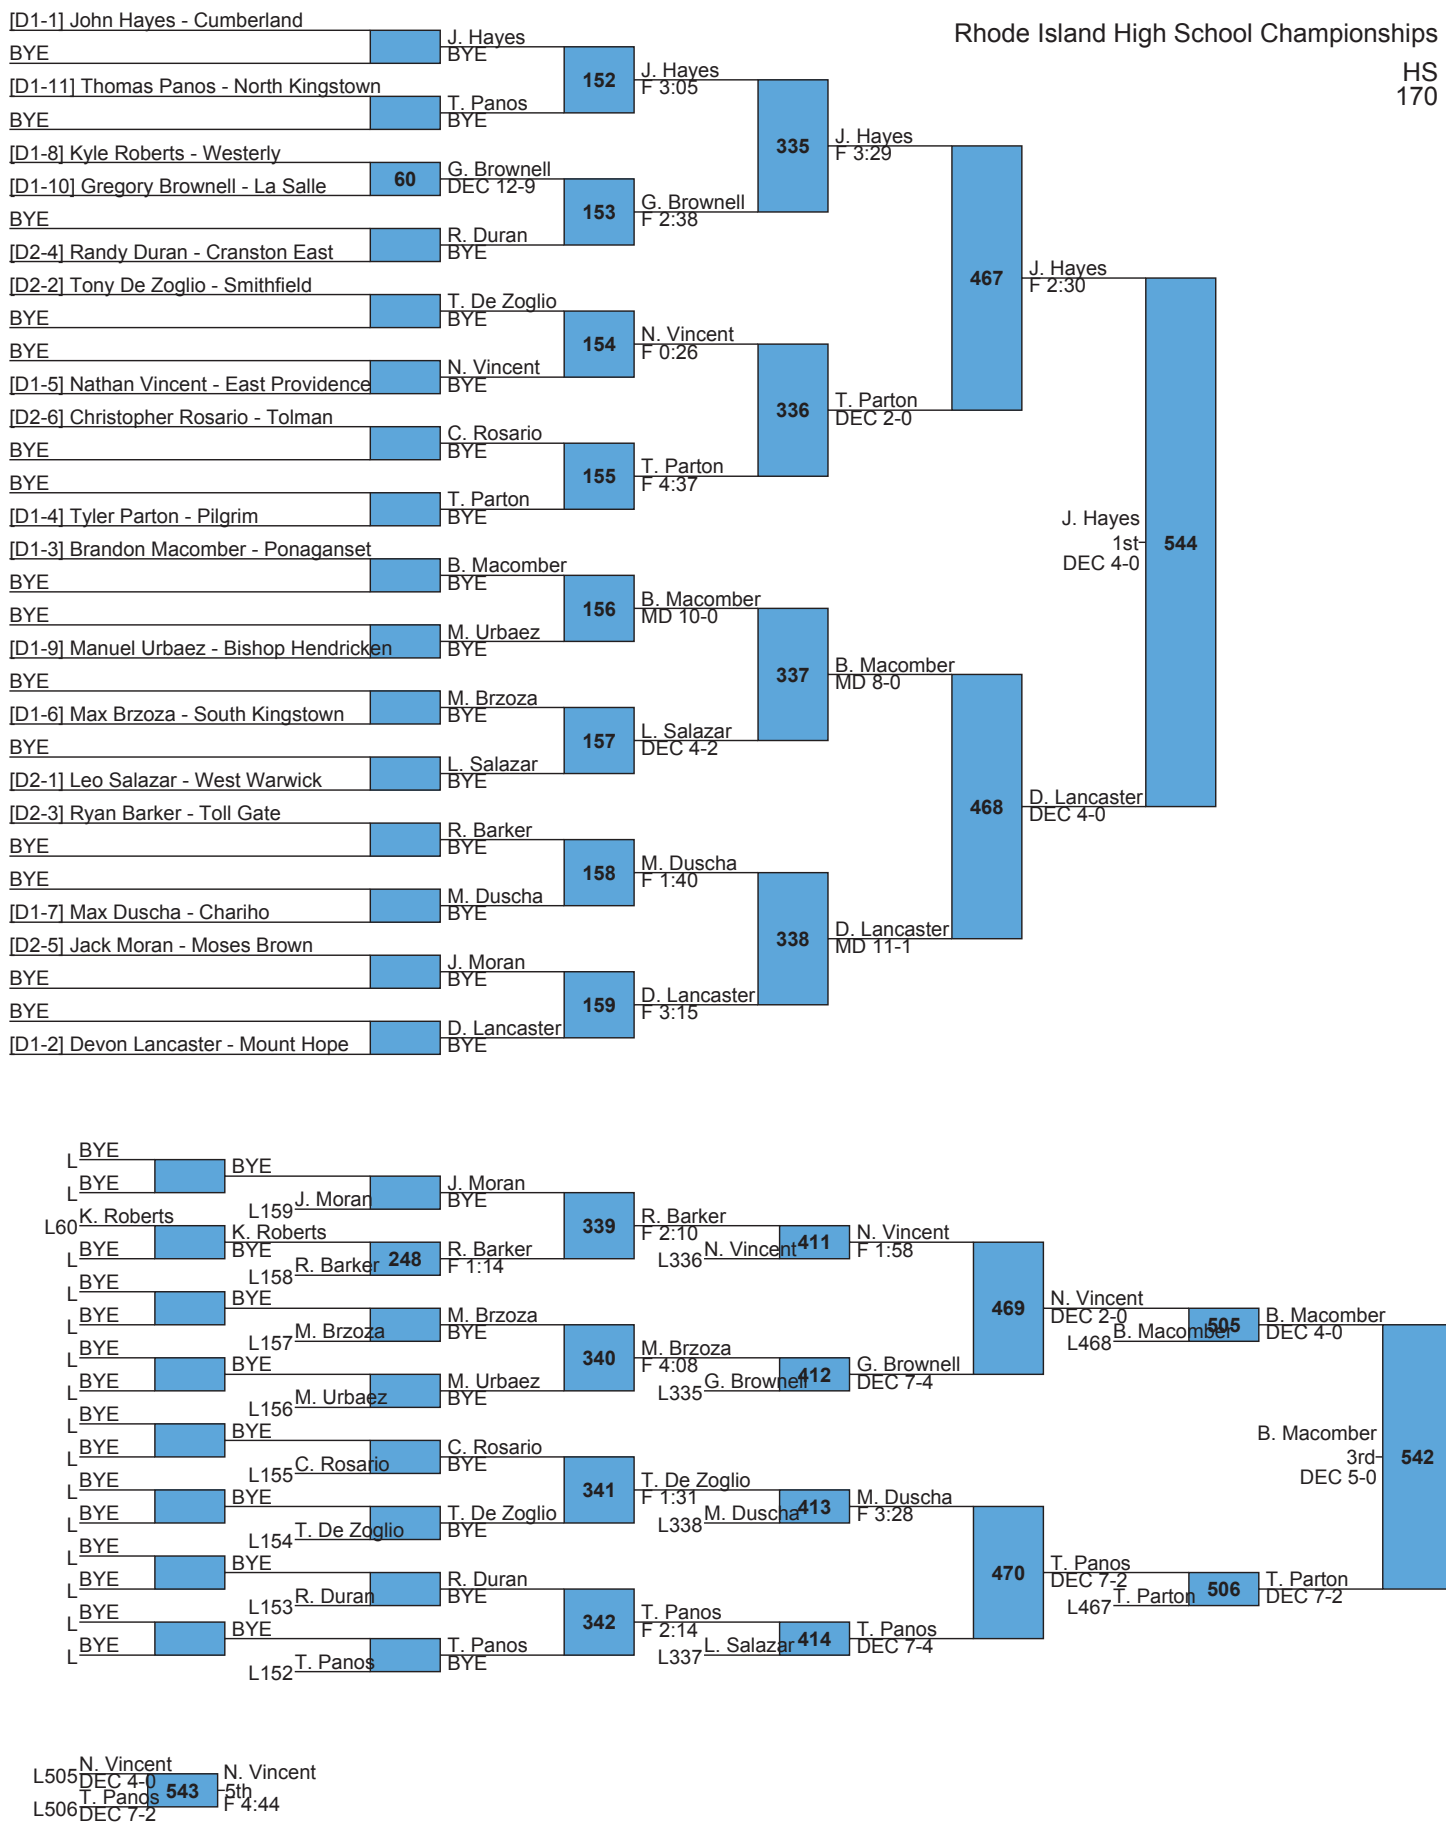 Rhode Island High School Championships
HS
170
[D1-1] John Hayes - Cumberland
BYE
[D1-11] Thomas Panos - North Kingstown
BYE
[D1-8] Kyle Roberts - Westerly
[D1-10] Gregory Brownell - La Salle
BYE
[D2-4] Randy Duran - Cranston East
[D2-2] Tony De Zoglio - Smithfield
BYE
BYE
[D1-5] Nathan Vincent - East Providence
[D2-6] Christopher Rosario - Tolman
BYE
BYE
[D1-4] Tyler Parton - Pilgrim
[D1-3] Brandon Macomber - Ponaganset
BYE
BYE
[D1-9] Manuel Urbaez - Bishop Hendricken
BYE
[D1-6] Max Brzoza - South Kingstown
BYE
[D2-1] Leo Salazar - West Warwick
[D2-3] Ryan Barker - Toll Gate
BYE
BYE
[D1-7] Max Duscha - Chariho
[D2-5] Jack Moran - Moses Brown
BYE
BYE
[D1-2] Devon Lancaster - Mount Hope
60
J. Hayes
BYE
T. Panos
BYE
G. Brownell
DEC 12-9
R. Duran
BYE
T. De Zoglio
BYE
N. Vincent
BYE
C. Rosario
BYE
T. Parton
BYE
B. Macomber
BYE
M. Urbaez
BYE
M. Brzoza
BYE
L. Salazar
BYE
R. Barker
BYE
M. Duscha
BYE
J. Moran
BYE
D. Lancaster
BYE
152
153
154
155
156
157
158
159
J. Hayes
F 3:05
G. Brownell
F 2:38
N. Vincent
F 0:26
T. Parton
F 4:37
B. Macomber
MD 10-0
L. Salazar
DEC 4-2
M. Duscha
F 1:40
D. Lancaster
F 3:15
335
336
337
338
J. Hayes
F 3:29
T. Parton
DEC 2-0
B. Macomber
MD 8-0
D. Lancaster
MD 11-1
467
468
J. Hayes
F 2:30
D. Lancaster
DEC 4-0
544
J. Hayes
1st
DEC 4-0
L BYE
L BYE
L60 K. Roberts
L BYE
L BYE
L BYE
L BYE
L BYE
L BYE
L BYE
L BYE
L BYE
L BYE
L BYE
L BYE
L BYE
BYE
L159 J. Moran
K. Roberts
BYE
L158 R. Barker
BYE
L157 M. Brzoza
BYE
L156 M. Urbaez
BYE
L155 C. Rosario
BYE
L154 T. De Zoglio
BYE
L153 R. Duran
BYE
L152 T. Panos
248
J. Moran
BYE
R. Barker
F 1:14
M. Brzoza
BYE
M. Urbaez
BYE
C. Rosario
BYE
T. De Zoglio
BYE
R. Duran
BYE
T. Panos
BYE
339
340
341
342
R. Barker
F 2:10
L336 N. Vincent
M. Brzoza
F 4:08
L335 G. Brownell
T. De Zoglio
F 1:31
L338 M. Duscha
T. Panos
F 2:14
L337 L. Salazar
411
412
413
414
N. Vincent
F 1:58
G. Brownell
DEC 7-4
M. Duscha
F 3:28
T. Panos
DEC 7-4
469
470
N. Vincent
DEC 2-0
L468 B. Macomber
T. Panos
DEC 7-2
L467 T. Parton
505
506
B. Macomber
DEC 4-0
T. Parton
DEC 7-2
542
B. Macomber
3rd
DEC 5-0
L505 N. Vincent
DEC 4-0
L506 T. Panos
DEC 7-2
543
N. Vincent
5th
F 4:44